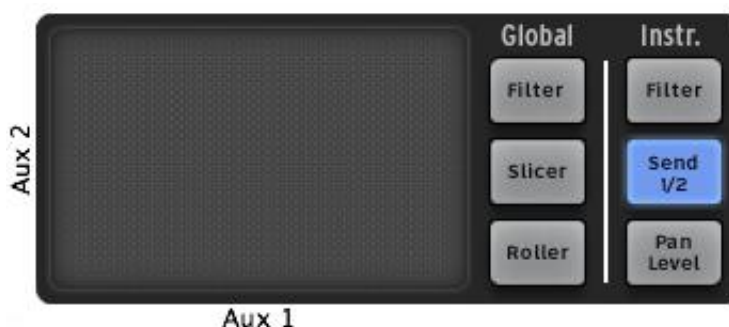 Global
Instr.
Filter
Filter
Slicer
Send
1/2
Roller
Pan
Level
Aux 2
Aux 1